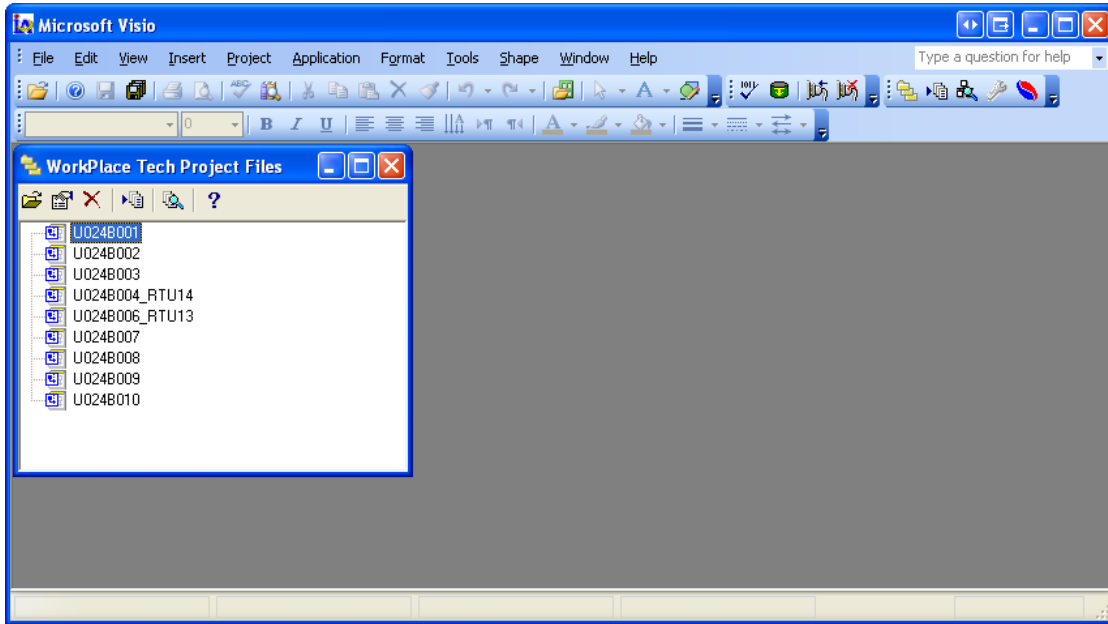 Microsoft Visio
File Edit View Insert Project Application Format Tools Shape Window Help Type a question for help
0 B I U A
WorkPlace Tech Project Files
?
U024B001
U024B002
U024B003
U024B004_RTU14
U024B006_RTU13
U024B007
U024B008
U024B009
U024B010